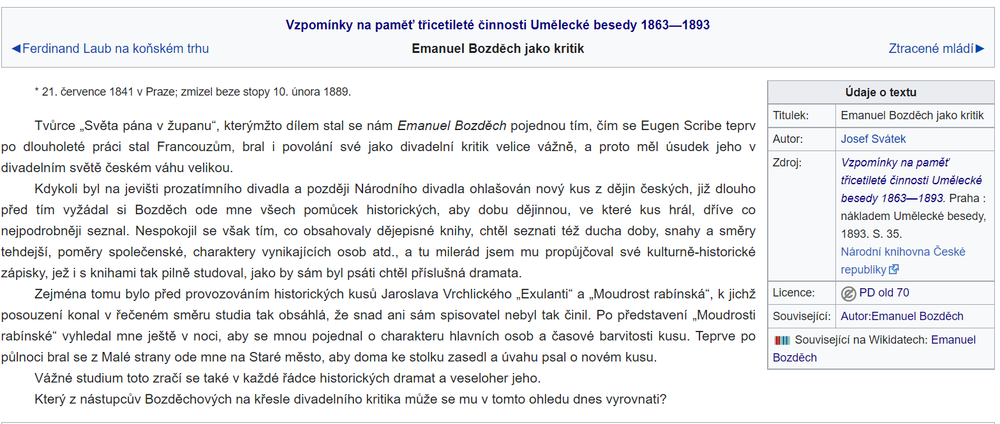 Vzpomínky na paměť třicetileté činnosti Umělecké besedy 1863—1893
◀Ferdinand Laub na koňském trhu
Emanuel Bozděch jako kritik
Ztracené mládí▶
* 21. července 1841 v Praze; zmizel beze stopy 10. února 1889.
Tvůrce „Světa pána v županu“, kterýmžto dílem stal se nám Emanuel Bozděch pojednou tím, čím se Eugen Scribe teprv
po dlouholeté práci stal Francouzům, bral i povolání své jako divadelní kritik velice vážně, a proto měl úsudek jeho v
divadelním světě českém váhu velikou.
Kdykoli byl na jevišti prozatímního divadla a později Národního divadla ohlašován nový kus z dějin českých, již dlouho
před tím vyžádal si Bozděch ode mne všech pomůcek historických, aby dobu dějinnou, ve které kus hrál, dříve co
nejpodrobněji seznal. Nespokojil se však tím, co obsahovaly dějepisné knihy, chtěl seznati též ducha doby, snahy a směry
tehdejší, poměry společenské, charaktery vynikajících osob atd., a tu milerád jsem mu propůjčoval své kulturně-historické
zápisky, jež i s knihami tak pilně studoval, jako by sám byl psáti chtěl příslušná dramata.
Zejména tomu bylo před provozováním historických kusů Jaroslava Vrchlického „Exulanti“ a „Moudrost rabínská“, k jichž
posouzení konal v řečeném směru studia tak obsáhlá, že snad ani sám spisovatel nebyl tak činil. Po představení „Moudrosti
rabínské“ vyhledal mne ještě v noci, aby se mnou pojednal o charakteru hlavních osob a časové barvitosti kusu. Teprve po
půlnoci bral se z Malé strany ode mne na Staré město, aby doma ke stolku zasedl a úvahu psal o novém kusu.
Vážné studium toto zračí se také v každé řádce historických dramat a veseloher jeho.
Který z nástupcův Bozděchových na křesle divadelního kritika může se mu v tomto ohledu dnes vyrovnati?
Údaje o textu
Titulek: Emanuel Bozděch jako kritik
Autor: Josef Svátek
Zdroj: Vzpomínky na paměť
třicetileté činnosti Umělecké
besedy 1863—1893. Praha :
nákladem Umělecké besedy,
1893. S. 35.
Národní knihovna České
republiky
Licence: PD old 70
Související: Autor:Emanuel Bozděch
Související na Wikidatech: Emanuel
Bozděch